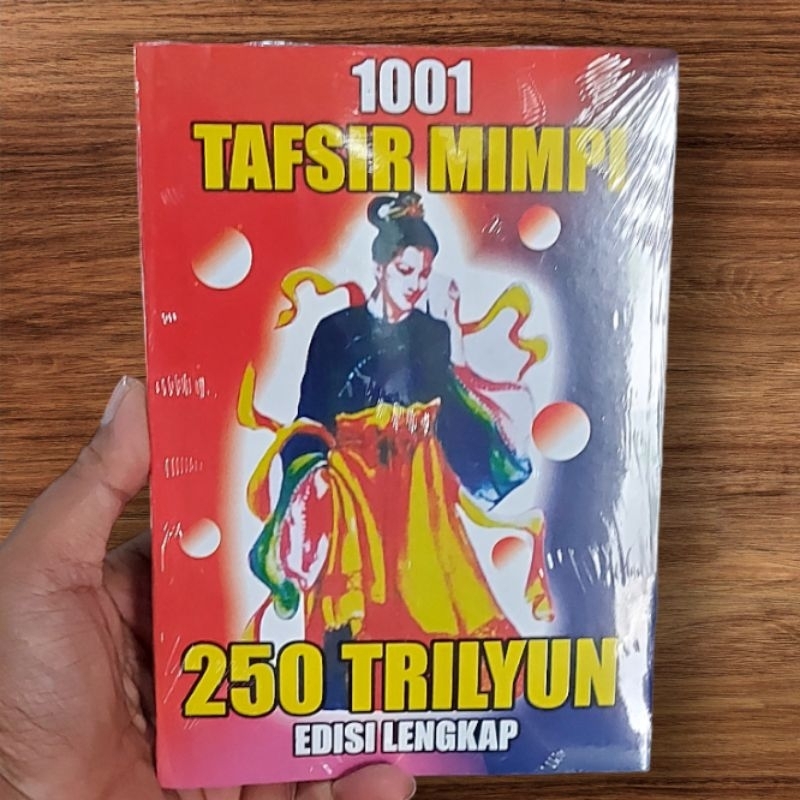 1001
TAFSIR MIMPI
250 TRILYUN
EDISI LENGKAP